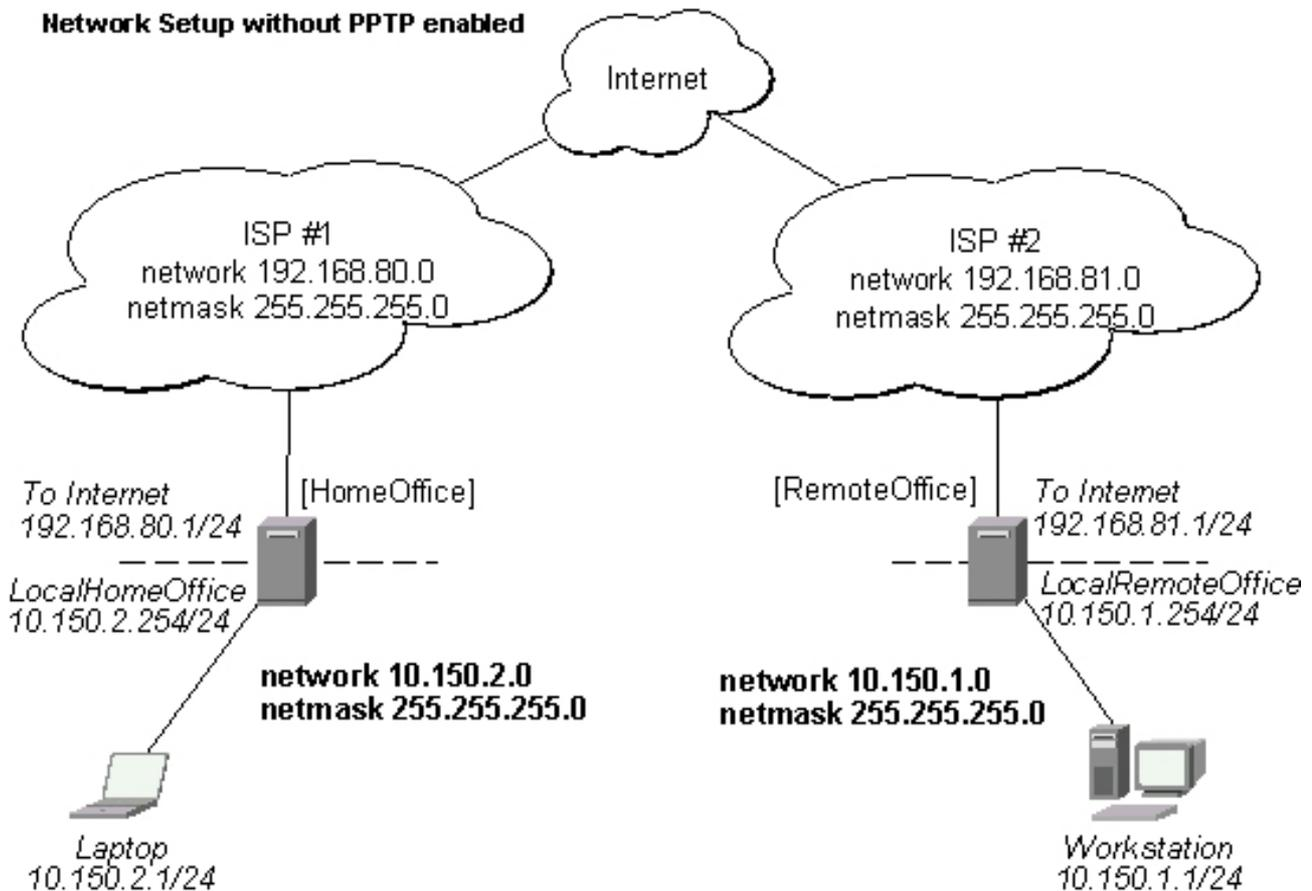 Network Setup without PPTP enabled
Internet
ISP #1
network 192.168.80.0
netmask 255.255.255.0
ISP #2
network 192.168.81.0
netmask 255.255.255.0
To Internet
192.168.80.1/24
[HomeOffice]
[RemoteOffice]
To Internet
192.168.81.1/24
LocalHomeOffice
10.150.2.254/24
LocalRemoteOffice
10.150.1.254/24
network 10.150.2.0
netmask 255.255.255.0
network 10.150.1.0
netmask 255.255.255.0
Laptop
10.150.2.1/24
Workstation
10.150.1.1/24